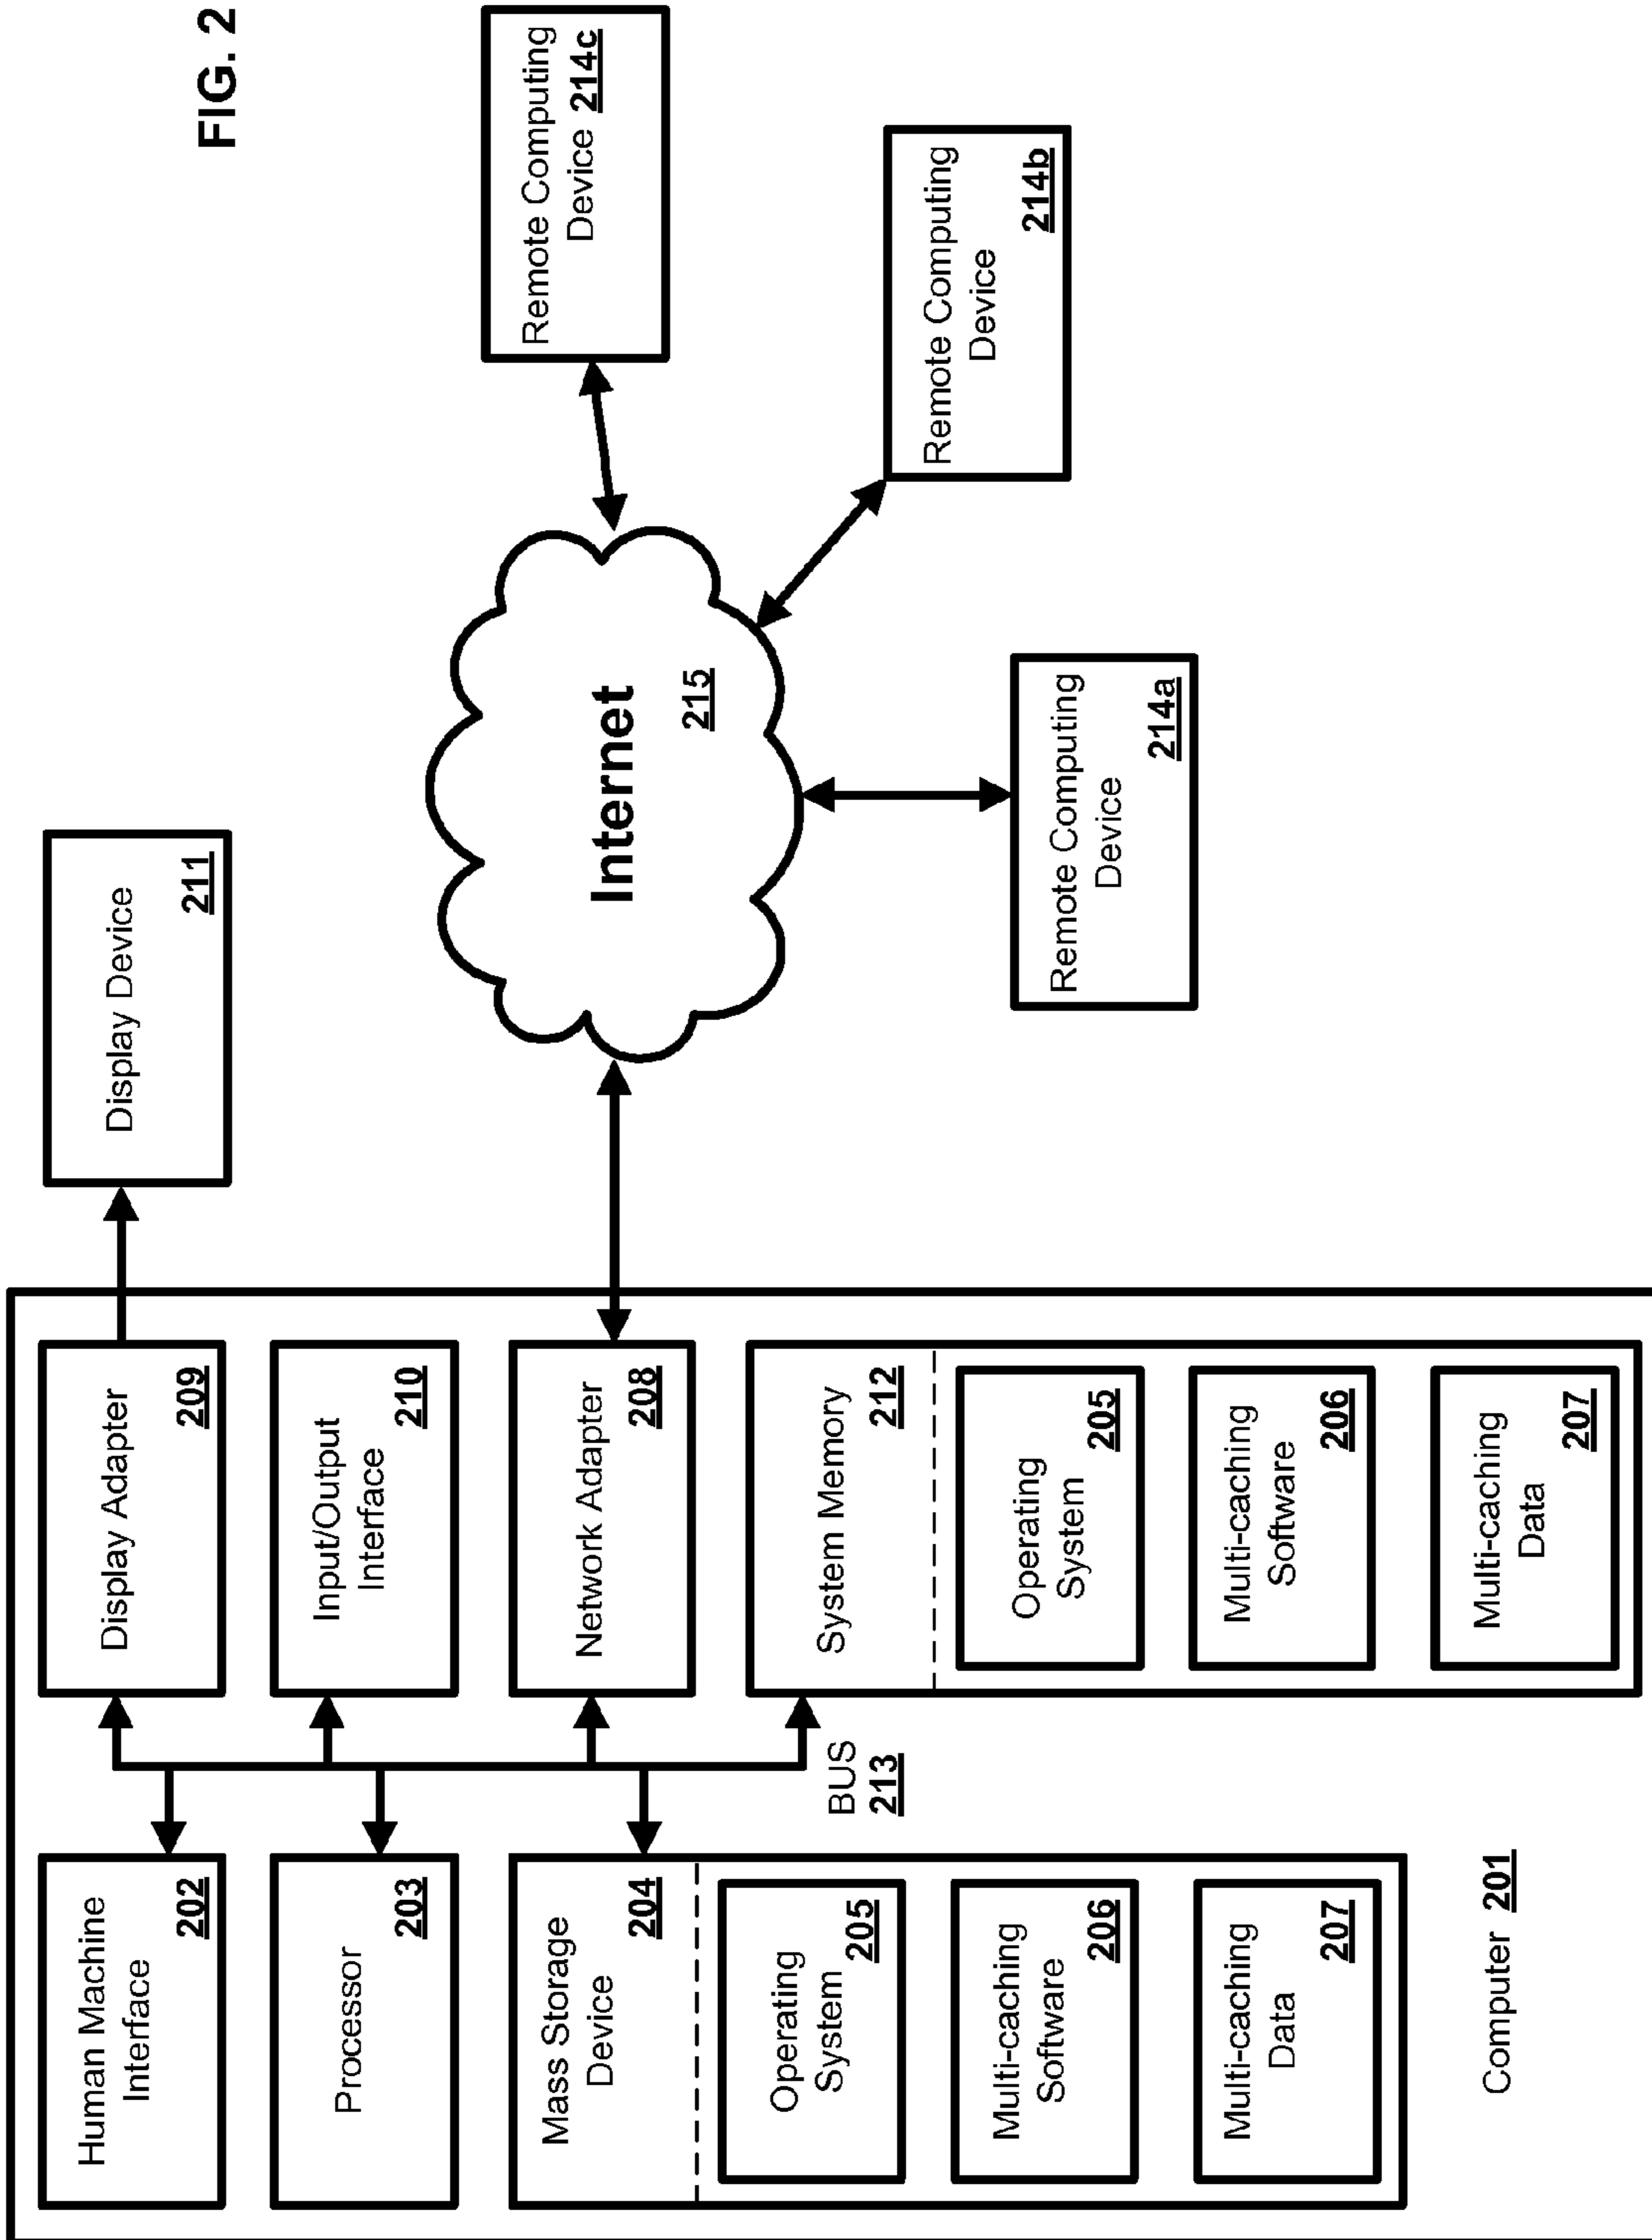 FIG. 2
Human Machine
Interface
202
Processor
203
Mass Storage
Device
204
Operating
System
205
Multi-caching
Software
206
Multi-caching
Data
207
Computer 201
BUS
213
Display Adapter
209
Input/Output
Interface
210
Network Adapter
208
System Memory
212
Operating
System
205
Multi-caching
Software
206
Multi-caching
Data
207
Display Device
211
Internet
215
Remote Computing
Device
214a
Remote Computing
Device
214b
Remote Computing
Device 214c